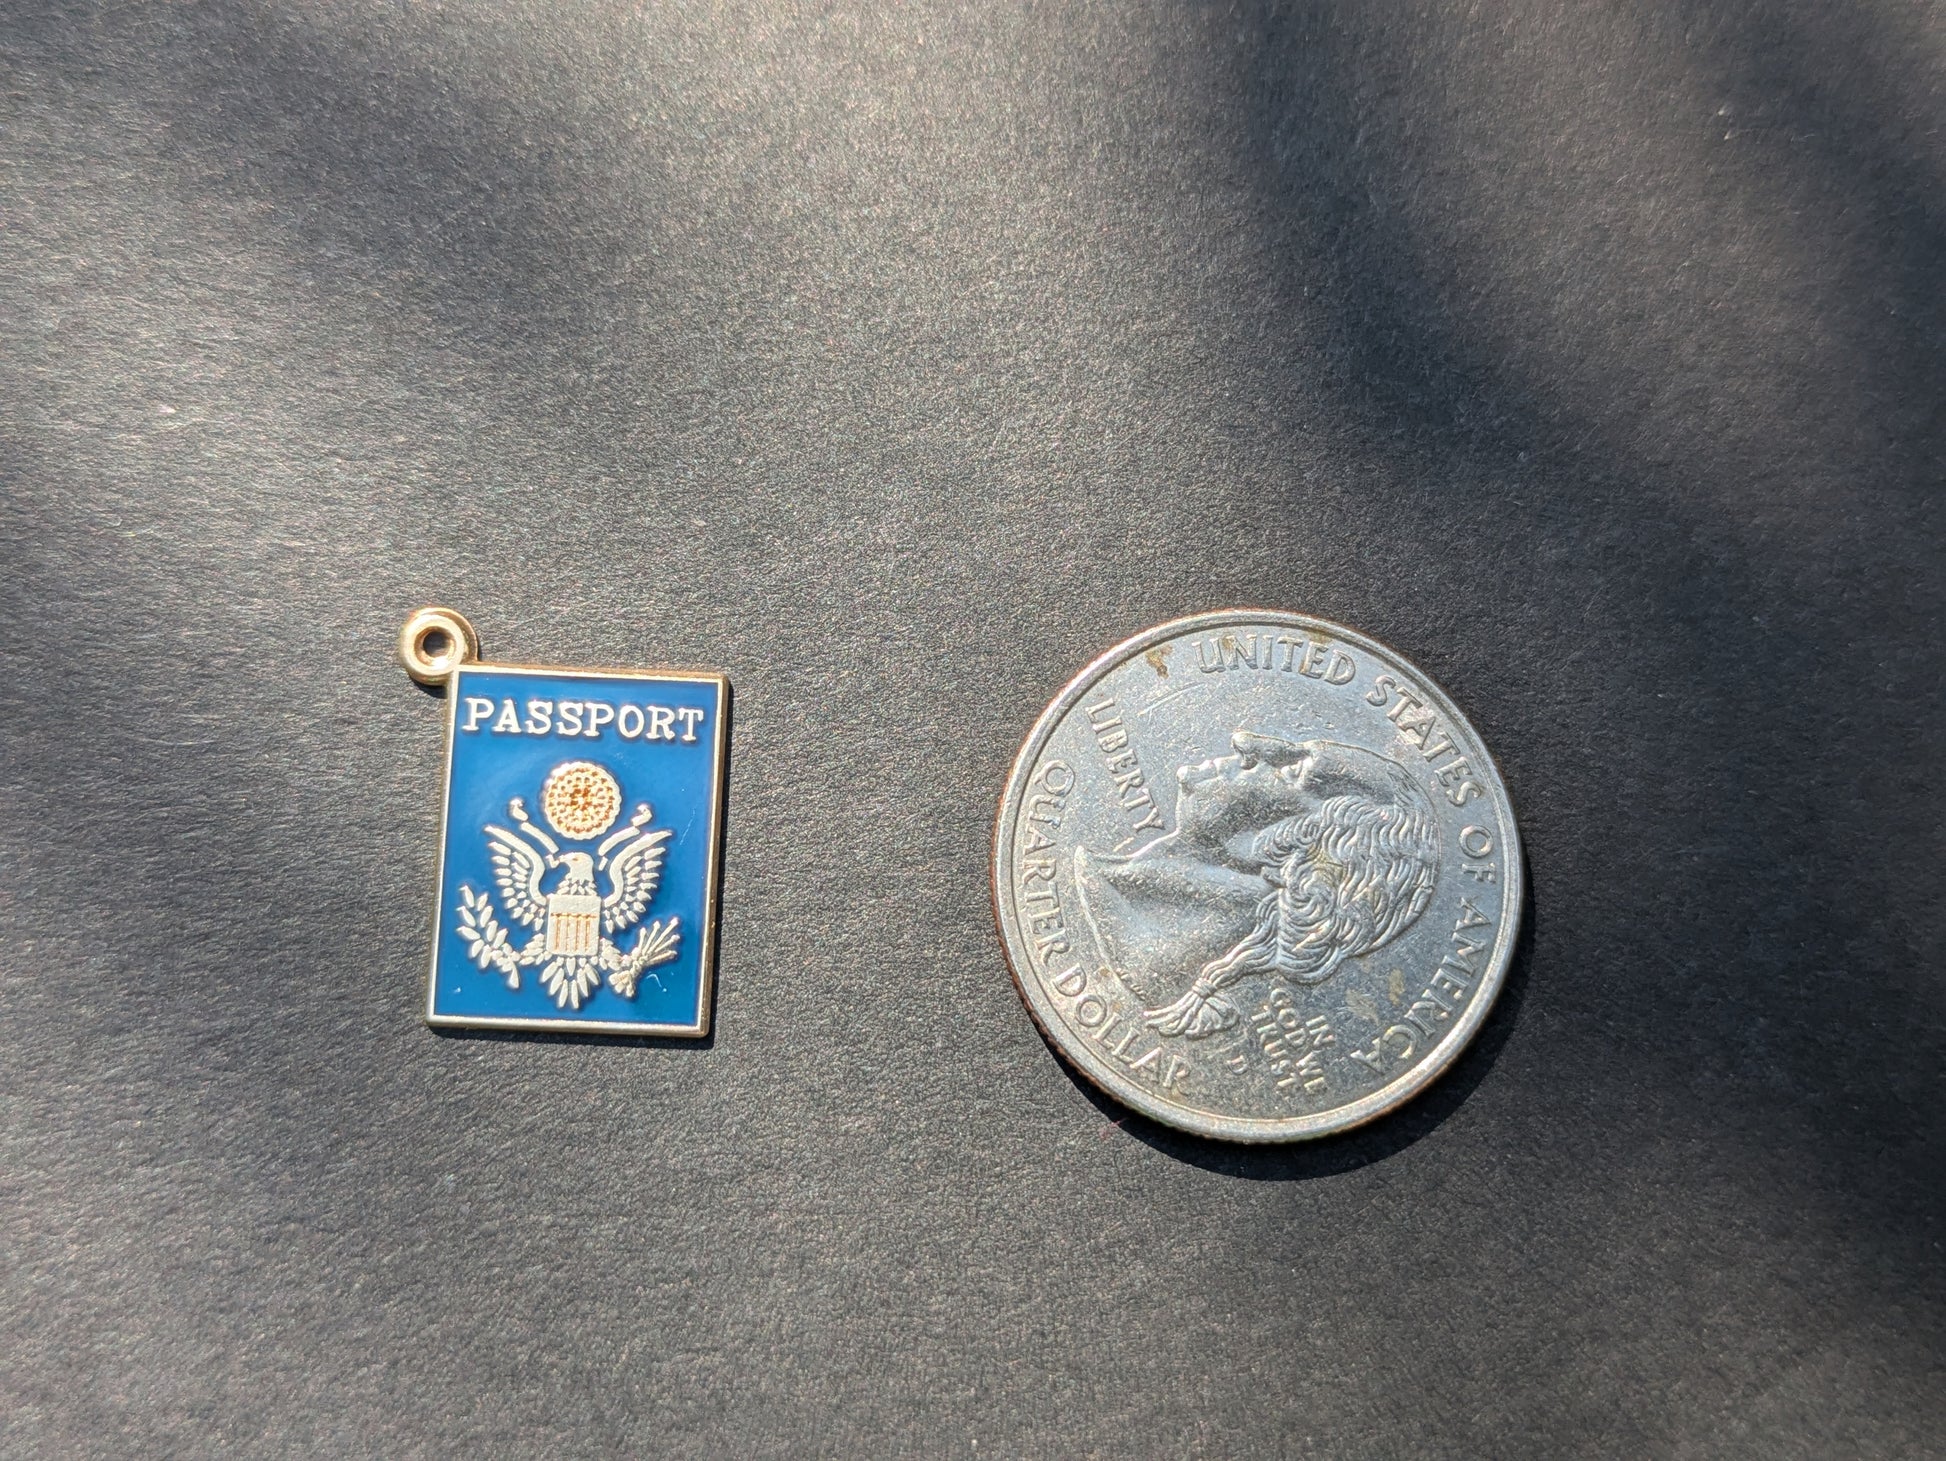 PASSPORT
UNITED STATES OF AMERICA
LIBERTY
IN
GOD WE
TRUST
D
QUARTER DOLLAR